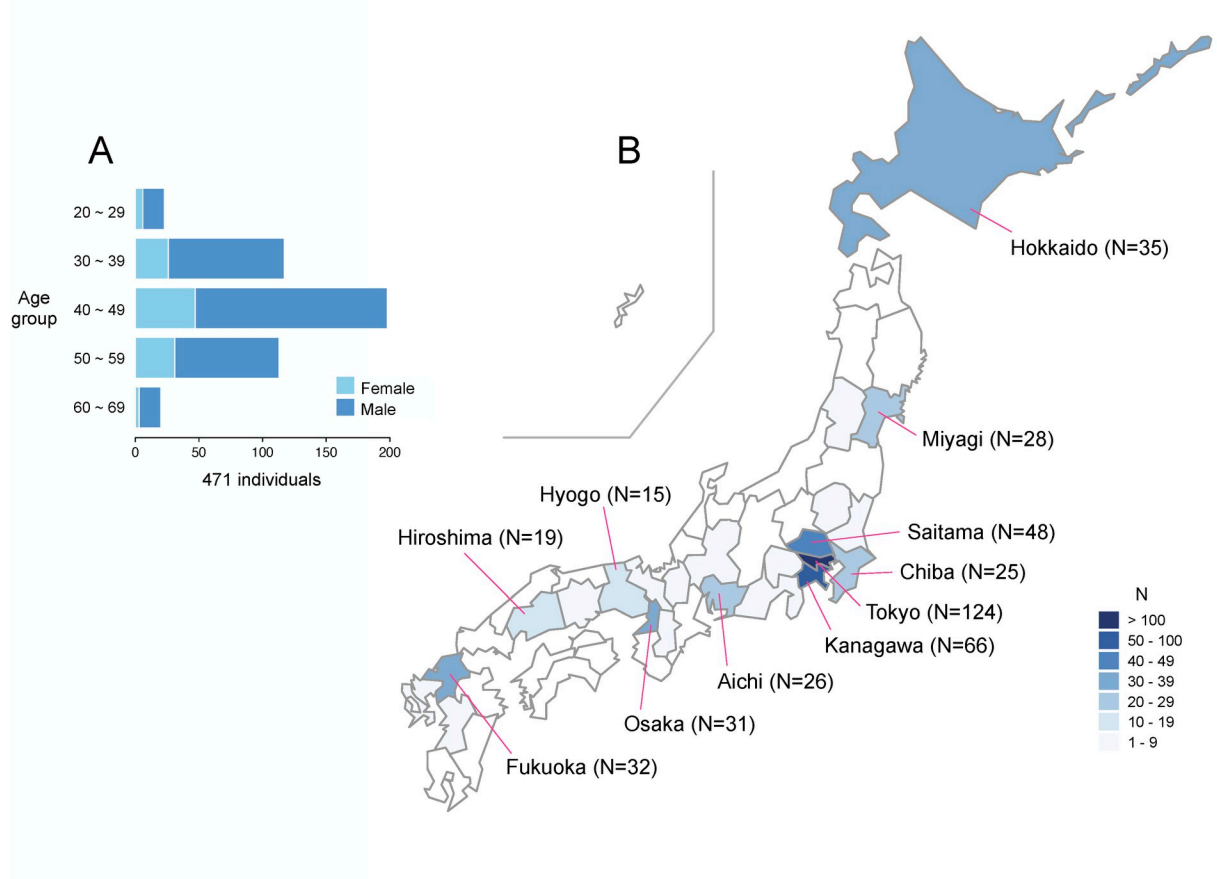 A
20 ~ 29
30 ~ 39
Age
group
40 ~ 49
50 ~ 59
60 ~ 69
Female
Male
0 50 100 150 200
471 individuals
B
Hokkaido (N=35)
Miyagi (N=28)
Hyogo (N=15)
Hiroshima (N=19)
Saitama (N=48)
Chiba (N=25)
Tokyo (N=124)
Kanagawa (N=66)
Aichi (N=26)
Osaka (N=31)
Fukuoka (N=32)
N
> 100
50 - 100
40 - 49
30 - 39
20 - 29
10 - 19
1 - 9